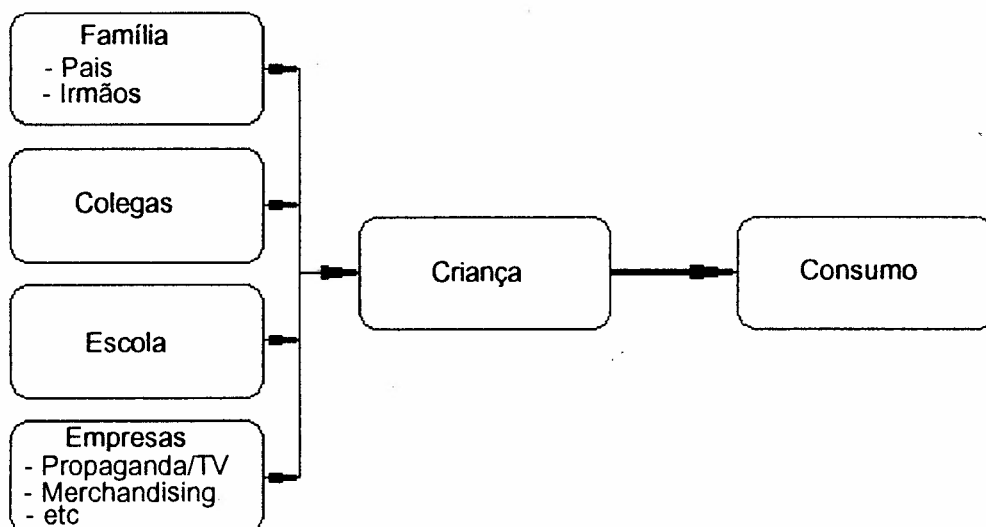 Família
- Pais
- Irmãos
Colegas
Escola
Empresas
- Propaganda/TV
- Merchandising
- etc
Criança
Consumo